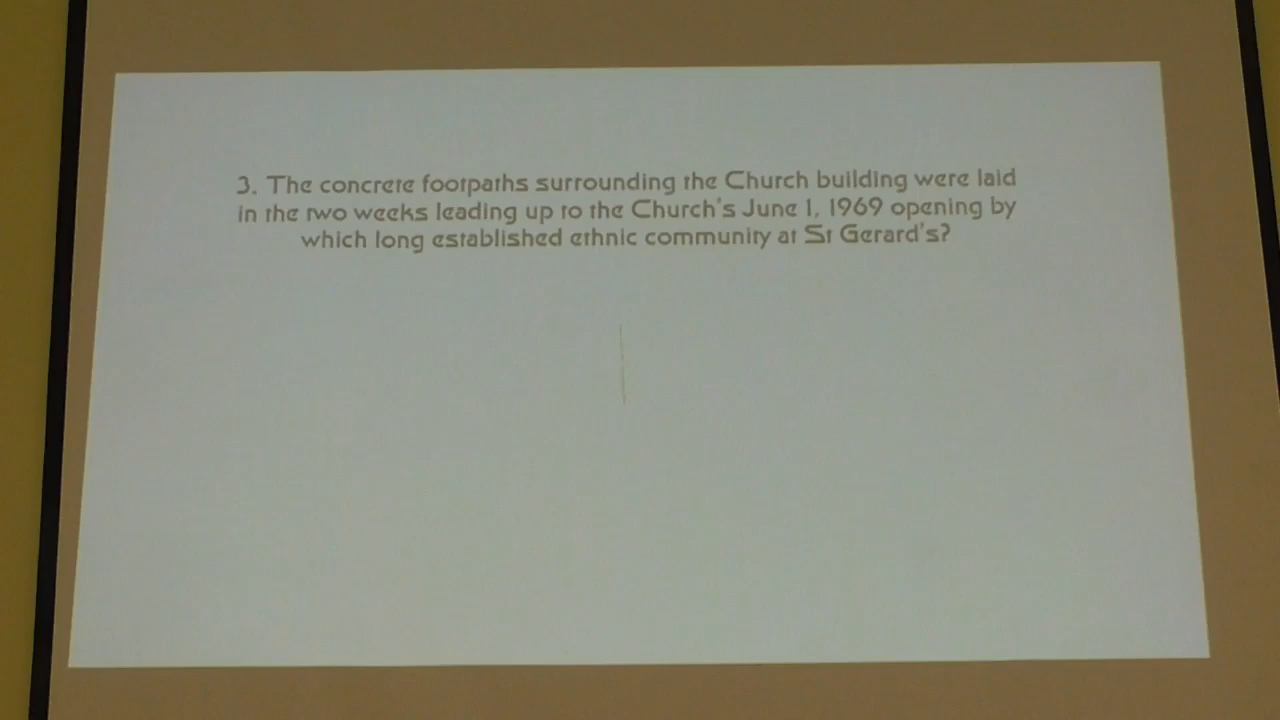 3. The concrete footpaths surrounding the Church building were laid
in the two weeks leading up to the Church's June 1, 1969 opening by
which long established ethnic community at St Gerard's?